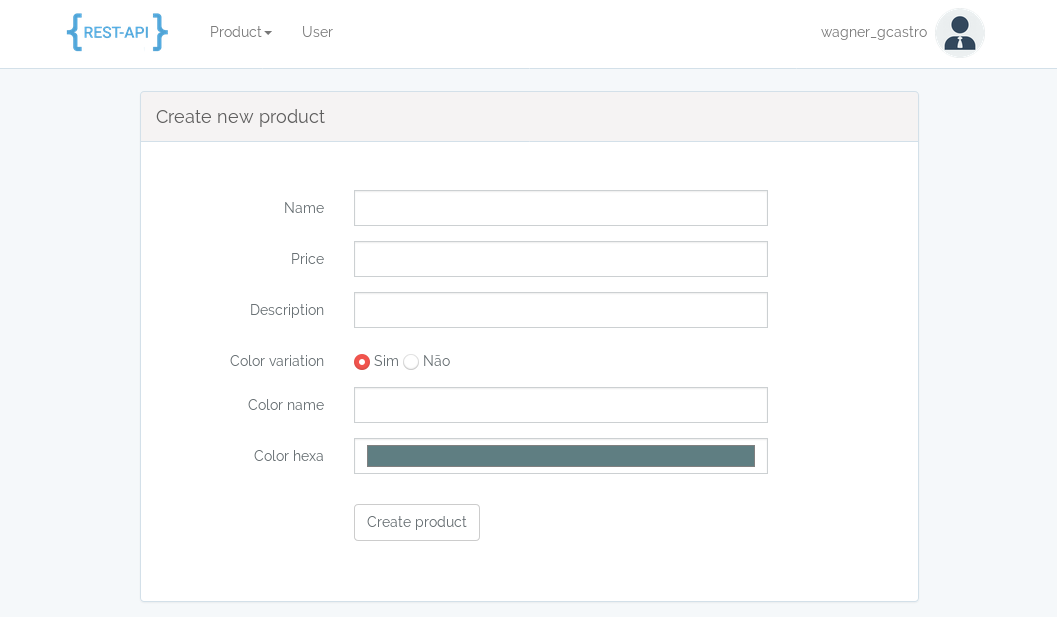 {REST-API} Product User wagner_gcastro
Create new product
Name
Price
Description
Color variation Sim Não
Color name
Color hexa
Create product